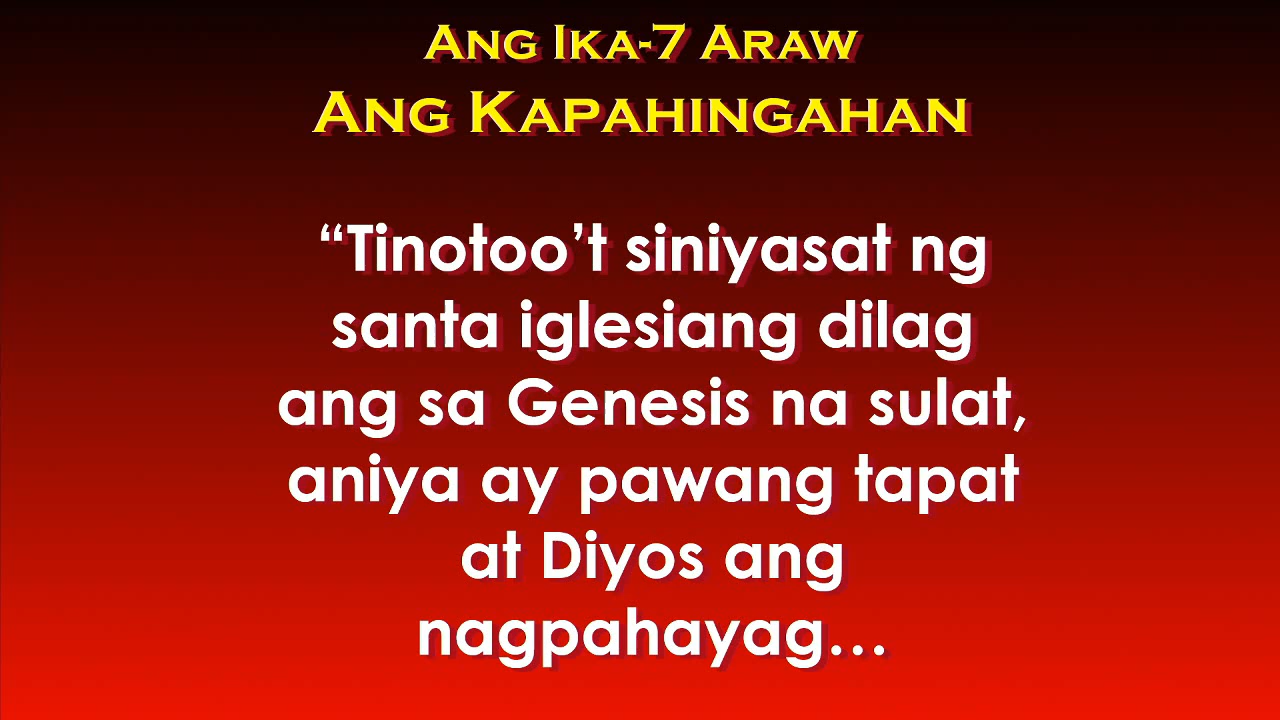 Ang Ika-7 Araw
Ang Kapahingahan
“Tinotoo’t siniyasat ng
santa iglesiang dilag
ang sa Genesis na sulat,
aniya ay pawang tapat
at Diyos ang
nagpahayag…